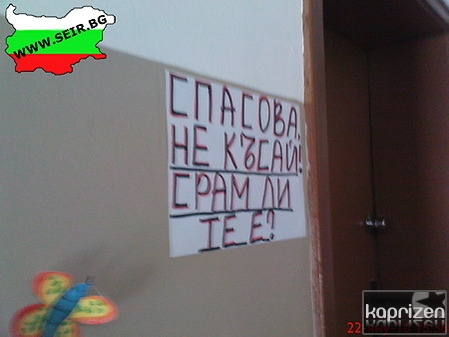 WWW.SEIR.BG
СПАСОВА,
НЕ КЪСАЙ!
СРАМ ЛИ
ТЕ Е?
kaprizen
22